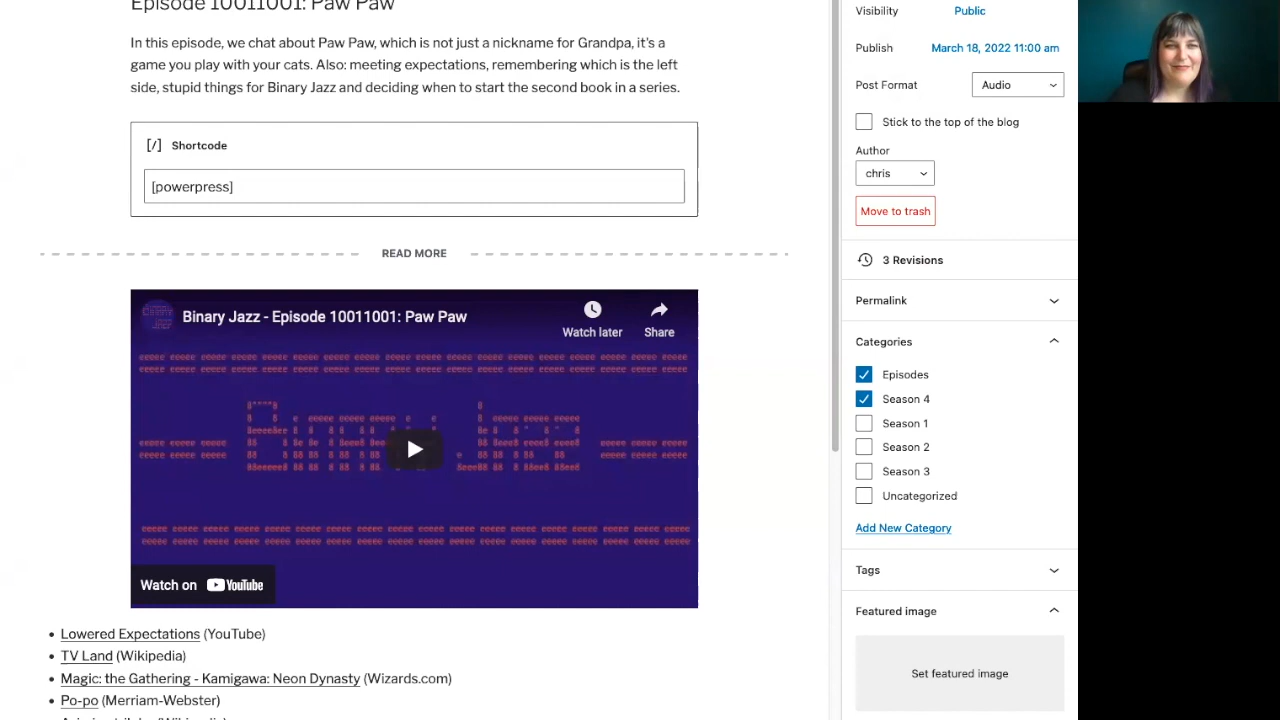 Episode 10011001: Paw Paw
In this episode, we chat about Paw Paw, which is not just a nickname for Grandpa, it's a
game you play with your cats. Also: meeting expectations, remembering which is the left
side, stupid things for Binary Jazz and deciding when to start the second book in a series.
[/] Shortcode
[powerpress]
READ MORE
Binary Jazz - Episode 10011001: Paw Paw
Watch later
Share
Watch on YouTube
Lowered Expectations (YouTube)
TV Land (Wikipedia)
Magic: the Gathering - Kamigawa: Neon Dynasty (Wizards.com)
Po-po (Merriam-Webster)
Visibility Public
Publish March 18, 2022 11:00 am
Post Format Audio
Stick to the top of the blog
Author
chris
Move to trash
3 Revisions
Permalink
Categories
Episodes
Season 4
Season 1
Season 2
Season 3
Uncategorized
Add New Category
Tags
Featured image
Set featured image